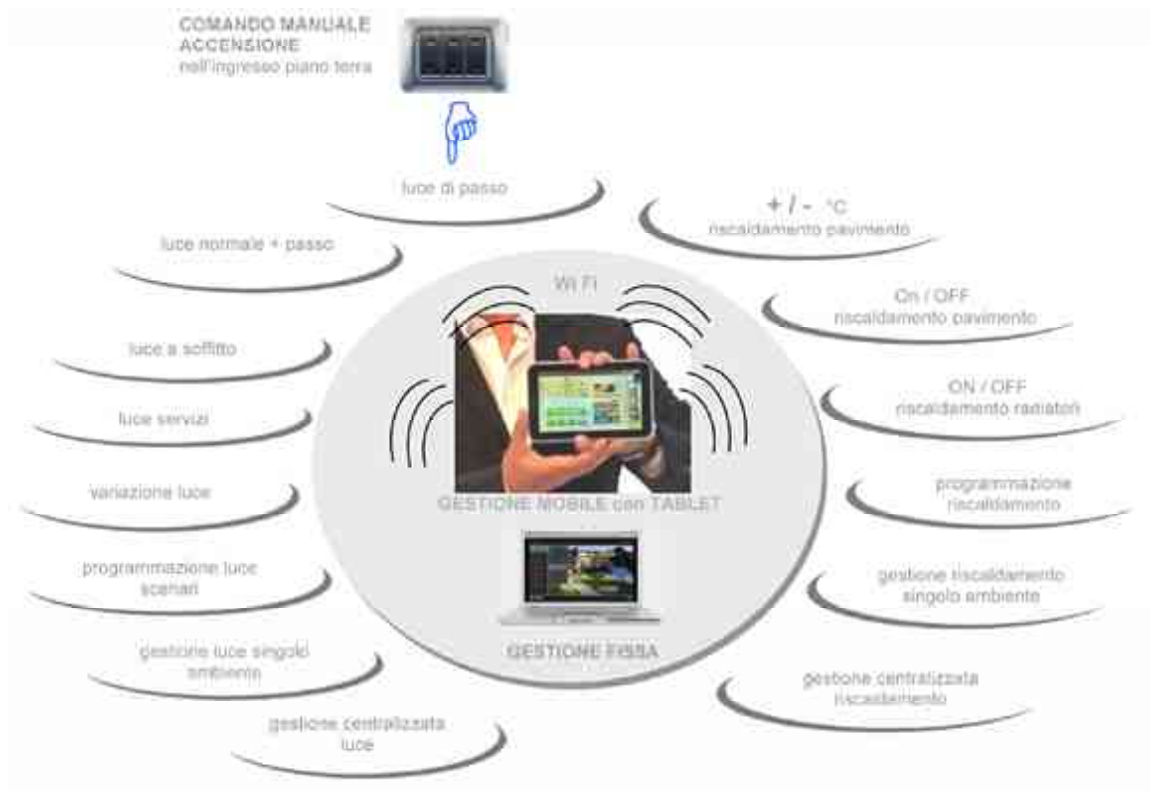 COMANDO MANUALE
ACCENSIONE
nell'ingresso piano terra
luce di passo
luce normale + passo
luce a soffitto
luce servizi
variazione luce
programmazione luce
scenari
gestione luce singolo
ambiente
gestione centralizzata
luce
Wi Fi
GESTIONE MOBILE con TABLET
GESTIONE FISSA
+ / - °C
riscaldamento pavimento
On / OFF
riscaldamento pavimento
ON / OFF
riscaldamento radiatori
programmazione
riscaldamento
gestione riscaldamento
singolo ambiente
gestione centralizzata
riscaldamento